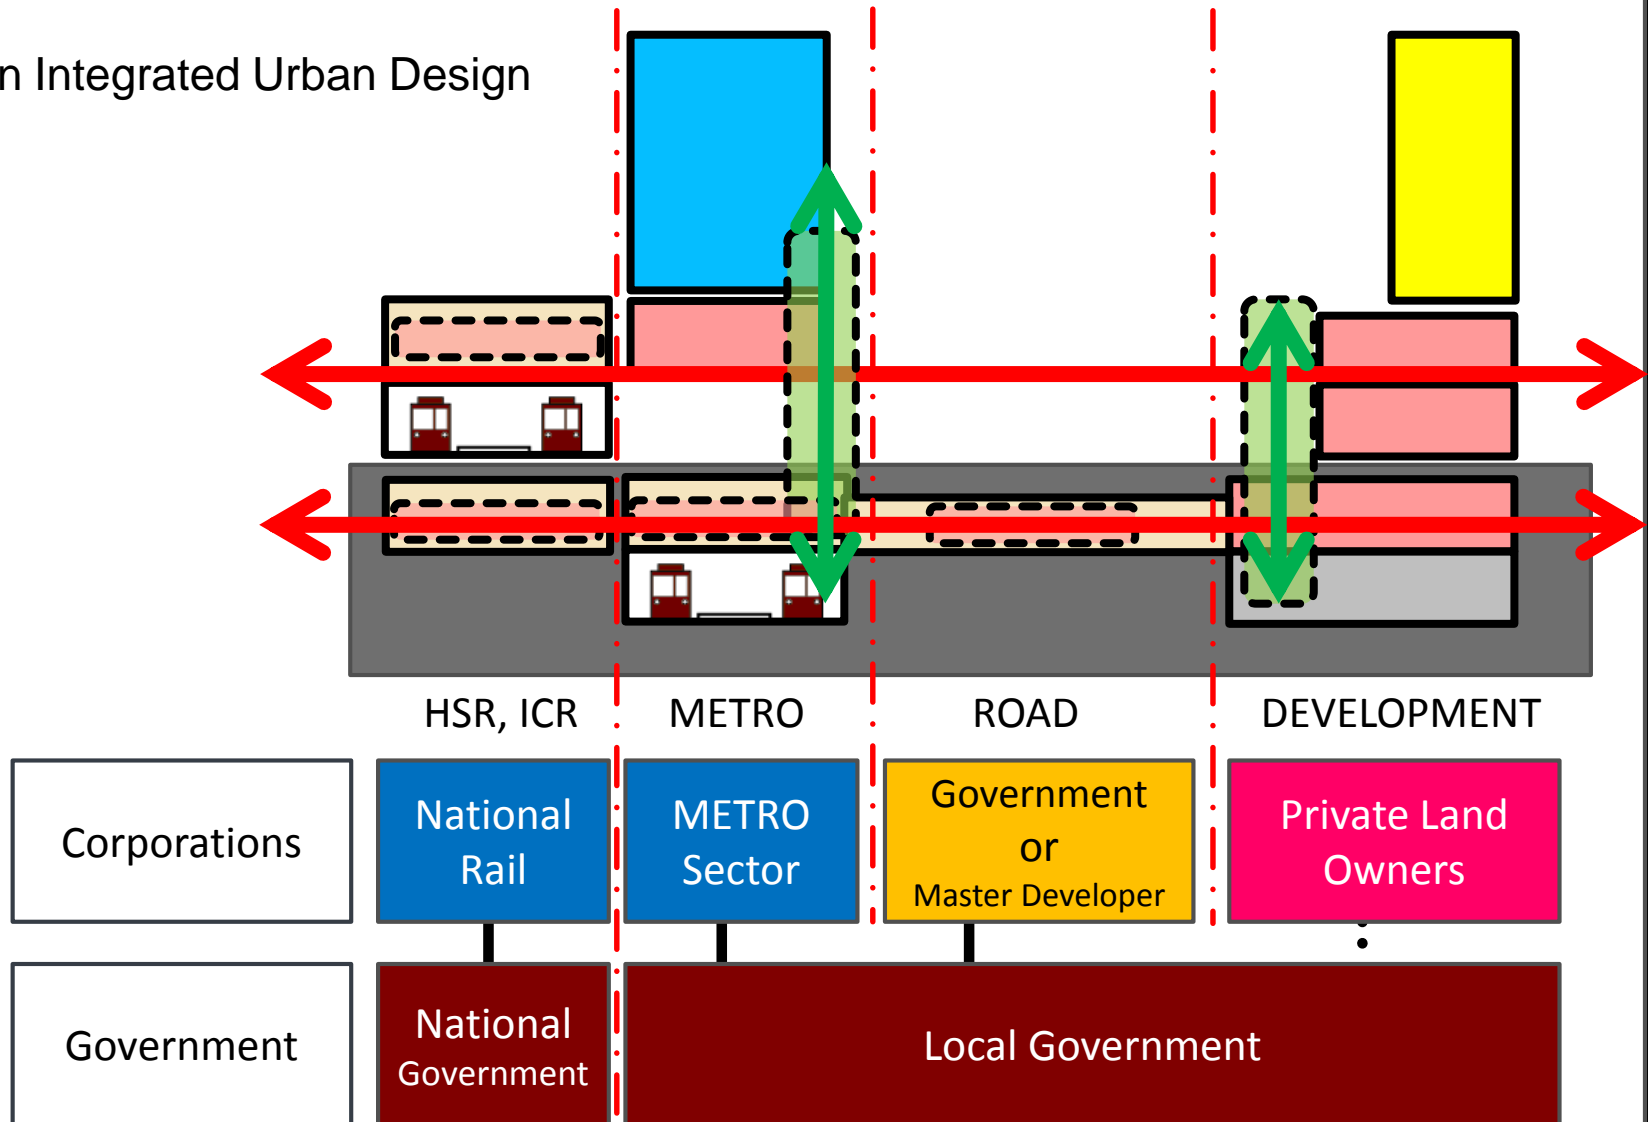 n Integrated Urban Design
HSR, ICR
METRO
ROAD
DEVELOPMENT
Corporations
National
Rail
METRO
Sector
Government
or
Master Developer
Private Land
Owners
Government
National
Government
Local Government